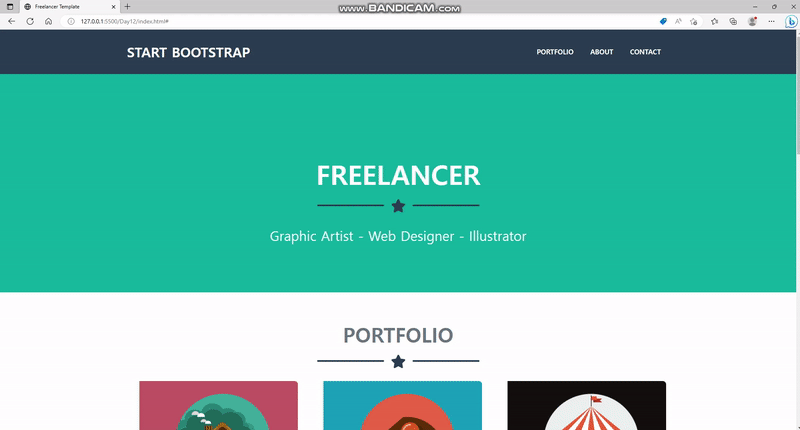 www.BANDICAM.com
Freelancer Template
127.0.0.1:5500/Day12/index.html#
START BOOTSTRAP
PORTFOLIO ABOUT CONTACT
FREELANCER
Graphic Artist - Web Designer - Illustrator
PORTFOLIO